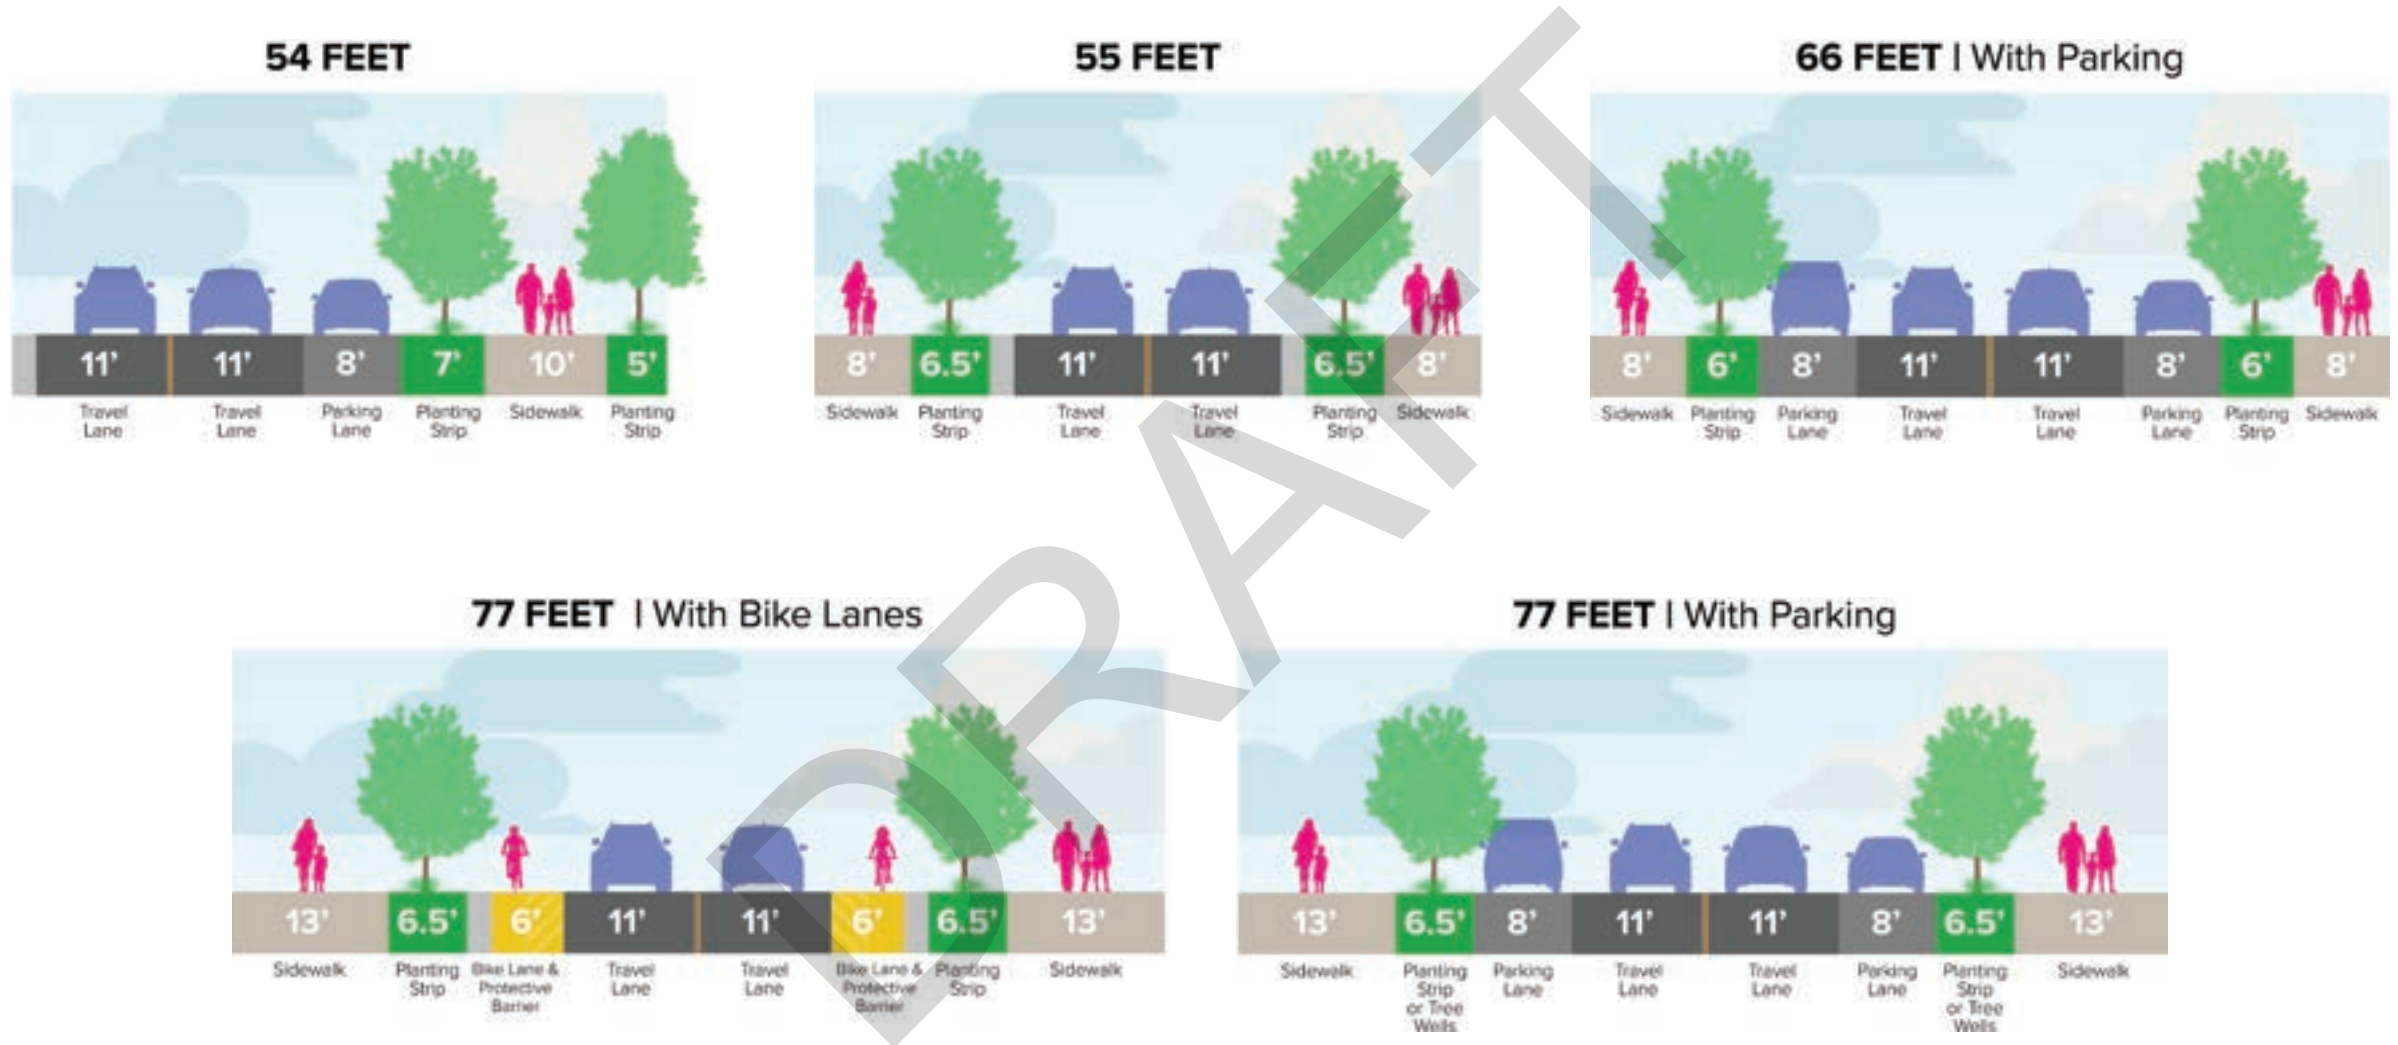 54 FEET
11’ 11’ 8’ 7’ 10’ 5’
Travel Lane Travel Lane Parking Lane Planting Strip Sidewalk Planting Strip
55 FEET
8’ 6.5’ 11’ 11’ 6.5’ 8’
Sidewalk Planting Strip Travel Lane Travel Lane Planting Strip Sidewalk
66 FEET | With Parking
8’ 6’ 8’ 11’ 11’ 8’ 6’ 8’
Sidewalk Planting Strip Parking Lane Travel Lane Travel Lane Parking Lane Planting Strip Sidewalk
77 FEET | With Bike Lanes
13’ 6.5’ 6’ 11’ 11’ 6’ 6.5’ 13’
Sidewalk Planting Strip Bike Lane & Protective Barrier Travel Lane Travel Lane Bike Lane & Protective Barrier Planting Strip Sidewalk
77 FEET | With Parking
13’ 6.5’ 8’ 11’ 11’ 8’ 6.5’ 13’
Sidewalk Planting Strip or Tree Wells Parking Lane Travel Lane Travel Lane Parking Lane Planting Strip or Tree Wells Sidewalk
DRAFT